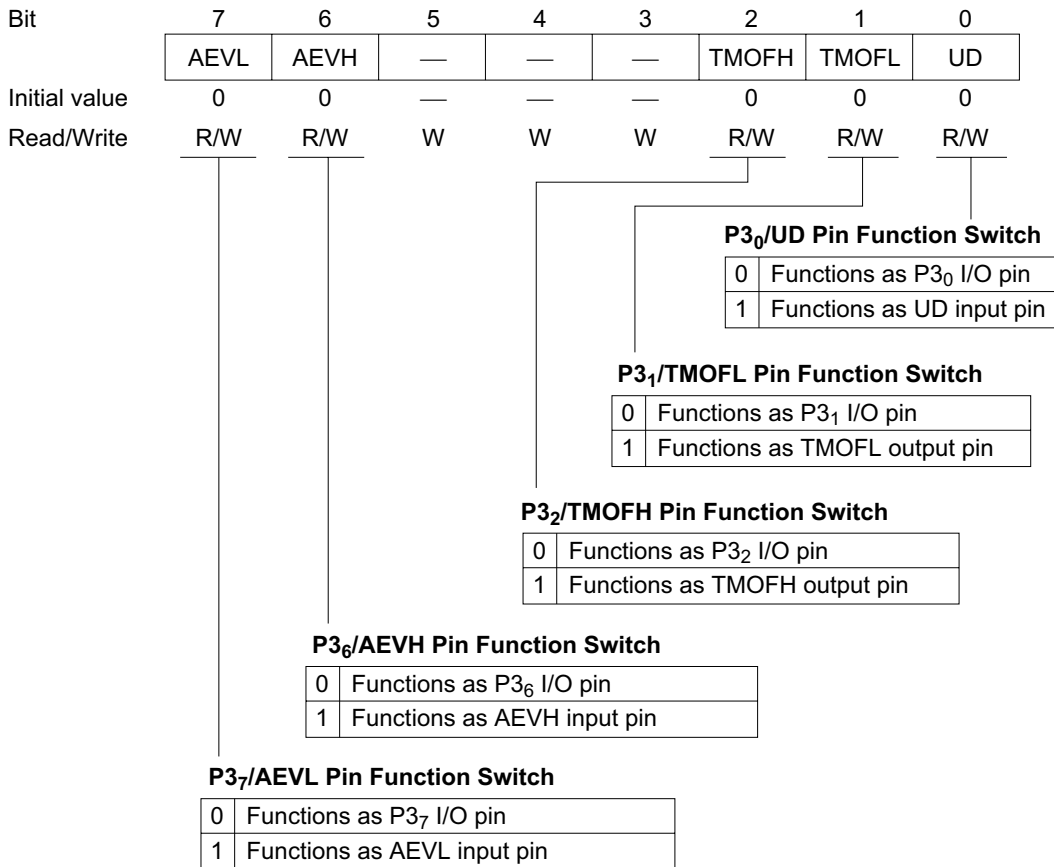 Bit 7 6 5 4 3 2 1 0
AEVL AEVH — — — TMOFH TMOFL UD
Initial value 0 0 — — — 0 0 0
Read/Write R/W R/W W W W R/W R/W R/W
P3₀/UD Pin Function Switch
0 Functions as P3₀ I/O pin
1 Functions as UD input pin
P3₁/TMOFL Pin Function Switch
0 Functions as P3₁ I/O pin
1 Functions as TMOFL output pin
P3₂/TMOFH Pin Function Switch
0 Functions as P3₂ I/O pin
1 Functions as TMOFH output pin
P3₆/AEVH Pin Function Switch
0 Functions as P3₆ I/O pin
1 Functions as AEVH input pin
P3₇/AEVL Pin Function Switch
0 Functions as P3₇ I/O pin
1 Functions as AEVL input pin